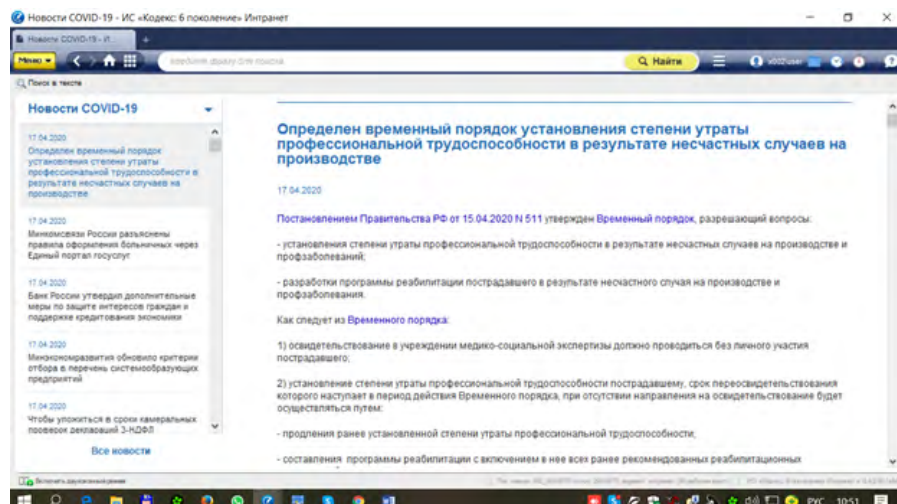 Новости COVID-19 - ИС «Кодекс: 6 поколение» Интранет
Новости COVID-19 - И
Меню
Найти
Поиск в тексте
Новости COVID-19
17.04.2020
Определен временный порядок
установления степени утраты
профессиональной трудоспособности в
результате несчастных случаев на
производстве
17.04.2020
Минкомсвязи России разъяснены
правила оформления больничных через
Единый портал госуслуг
17.04.2020
Банк России утвердил дополнительные
меры по защите интересов граждан и
поддержке кредитования экономики
17.04.2020
Минэкономразвития обновило критерии
отбора в перечень системообразующих
предприятий
17.04.2020
Чтобы уложиться в сроки камеральных
проверок деклараций 3-НДФЛ
Все новости
Определен временный порядок установления степени утраты
профессиональной трудоспособности в результате несчастных случаев на
производстве
17.04.2020
Постановлением Правительства РФ от 15.04.2020 N 511 утвержден Временный порядок, разрешающий вопросы:
- установления степени утраты профессиональной трудоспособности в результате несчастных случаев на производстве и
профзаболеваний;
- разработки программы реабилитации пострадавшего в результате несчастного случая на производстве и
профзаболевания.
Как следует из Временного порядка:
1) освидетельствование в учреждении медико-социальной экспертизы должно проводиться без личного участия
пострадавшего;
2) установление степени утраты профессиональной трудоспособности пострадавшему, срок переосвидетельствования
которого наступает в период действия Временного порядка, при отсутствии направления на освидетельствование будет
осуществляться путем:
- продления ранее установленной степени утраты профессиональной трудоспособности;
- составления программы реабилитации с включением в нее всех ранее рекомендованных реабилитационных
Включить двухоконный режим
РУС 10:51